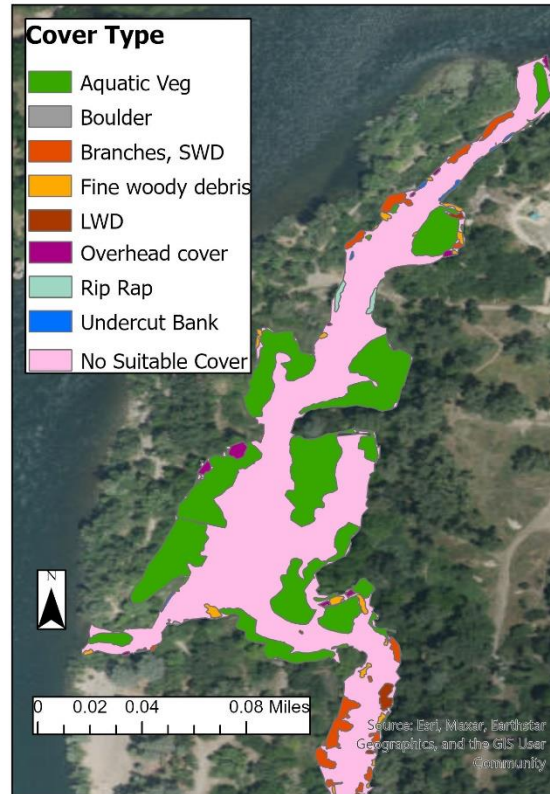 Cover Type
Aquatic Veg
Boulder
Branches, SWD
Fine woody debris
LWD
Overhead cover
Rip Rap
Undercut Bank
No Suitable Cover
N
0 0.02 0.04 0.08 Miles
Source: Esri, Maxar, Earthstar
Geographics, and the GIS User
Community